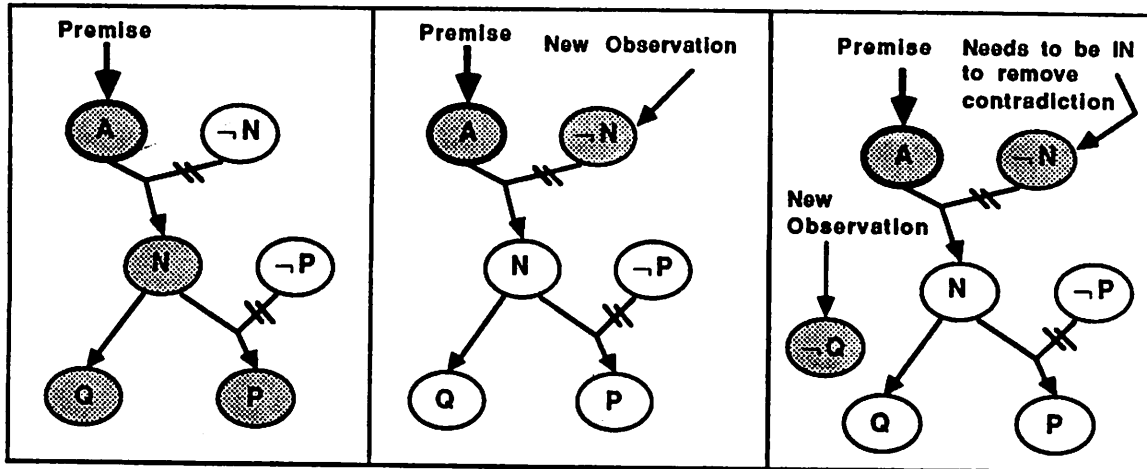 Premise
A
¬N
N
¬P
Q
P
Premise
New Observation
A
¬N
N
¬P
Q
P
Premise
Needs to be IN
to remove
contradiction
A
¬N
New
Observation
N
¬P
¬Q
Q
P